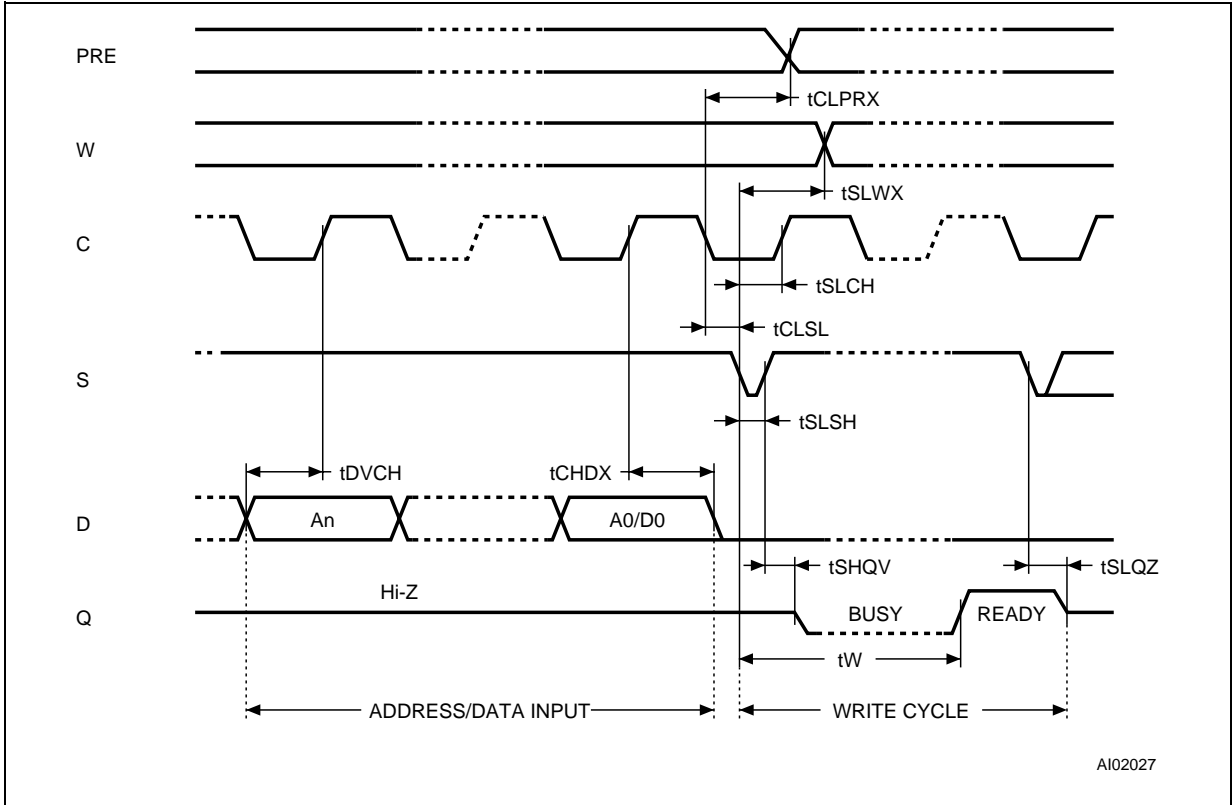 PRE
tCLPRX
W
tSLWX
C
tSLCH
tCLSL
S
tSLSH
tDVCH
tCHDX
D
An
A0/D0
tSHQV
tSLQZ
Hi-Z
Q
BUSY
READY
tW
ADDRESS/DATA INPUT
WRITE CYCLE
AI02027